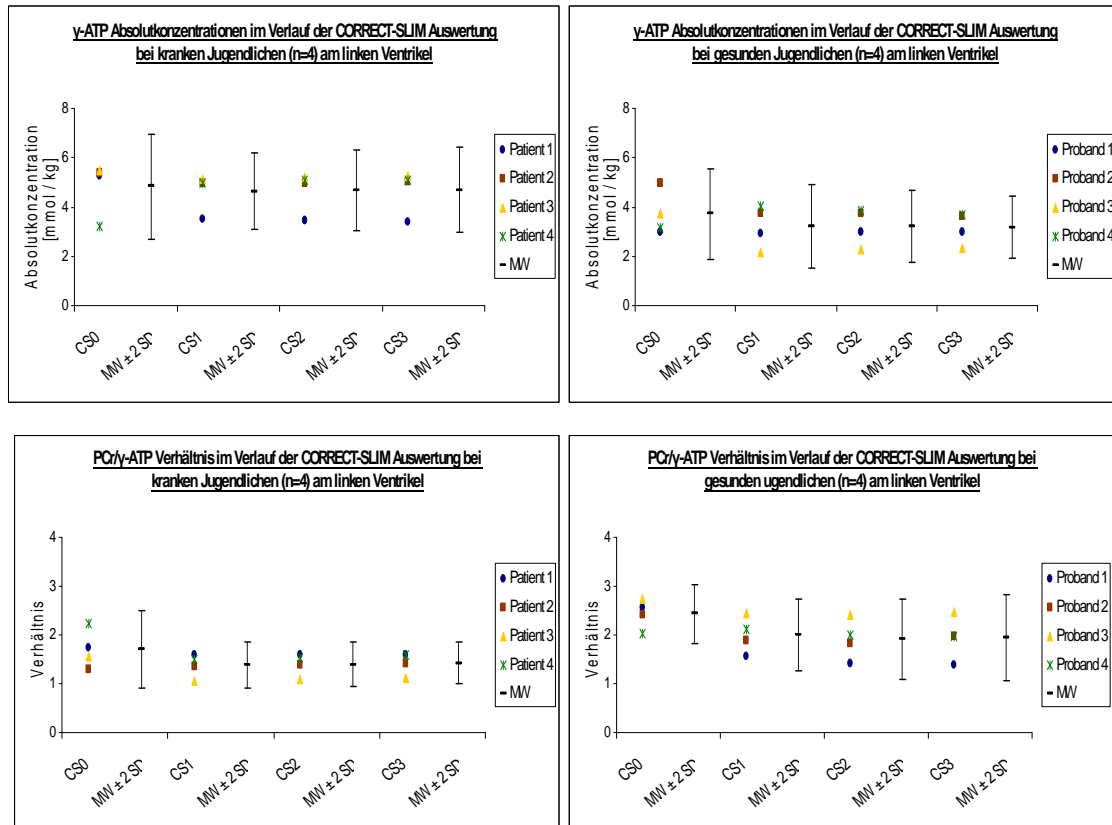 γ-ATP Absolutkonzentrationen im Verlauf der CORRECT-SLIM Auswertung
bei kranken Jugendlichen (n=4) am linken Ventrikel
Absolutkonzentration
[mmol / kg]
8
6
4
2
0
CS0
MW ± 2 SD
CS1
MW ± 2 SD
CS2
MW ± 2 SD
CS3
MW ± 2 SD
Patient 1
Patient 2
Patient 3
Patient 4
MW
γ-ATP Absolutkonzentrationen im Verlauf der CORRECT-SLIM Auswertung
bei gesunden Jugendlichen (n=4) am linken Ventrikel
Absolutkonzentration
[mmol / kg]
8
6
4
2
0
CS0
MW ± 2 SD
CS1
MW ± 2 SD
CS2
MW ± 2 SD
CS3
MW ± 2 SD
Proband 1
Proband 2
Proband 3
Proband 4
MW
PCr/γ-ATP Verhältnis im Verlauf der CORRECT-SLIM Auswertung bei
kranken Jugendlichen (n=4) am linken Ventrikel
Verhältnis
4
3
2
1
0
CS0
MW ± 2 SD
CS1
MW ± 2 SD
CS2
MW ± 2 SD
CS3
MW ± 2 SD
Patient 1
Patient 2
Patient 3
Patient 4
MW
PCr/γ-ATP Verhältnis im Verlauf der CORRECT-SLIM Auswertung bei
gesunden ugendlichen (n=4) am linken Ventrikel
Verhältnis
4
3
2
1
0
CS0
MW ± 2 SD
CS1
MW ± 2 SD
CS2
MW ± 2 SD
CS3
MW ± 2 SD
Proband 1
Proband 2
Proband 3
Proband 4
MW